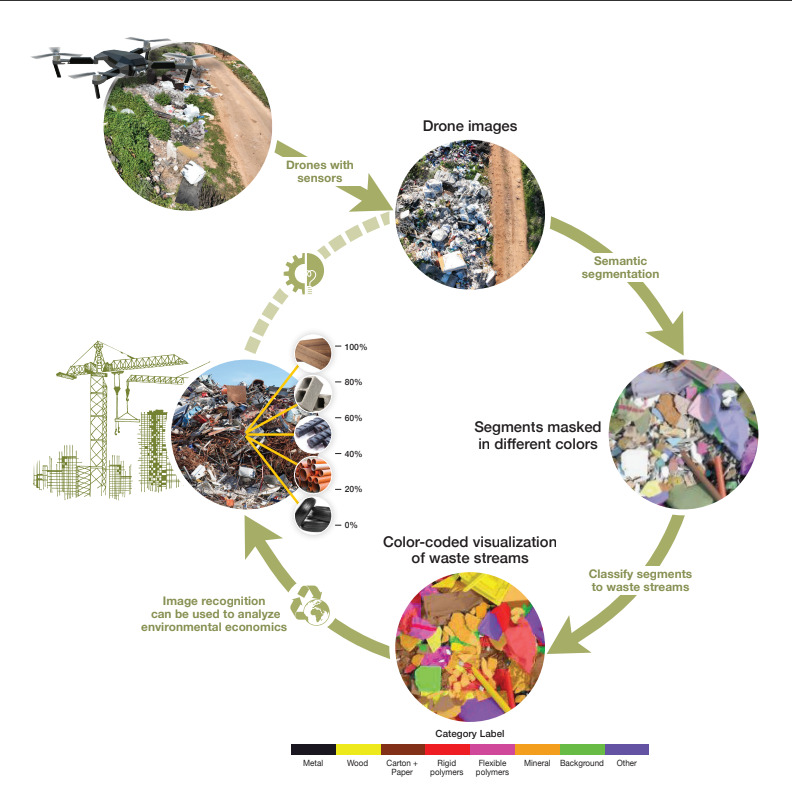 Drone images
Drones with
sensors
Semantic
segmentation
100%
80%
60%
40%
20%
0%
Segments masked
in different colors
Color-coded visualization
of waste streams
Classify segments
to waste streams
Image recognition
can be used to analyze
environmental economics
Category Label
Metal
Wood
Carton +
Paper
Rigid
polymers
Flexible
polymers
Mineral
Background
Other